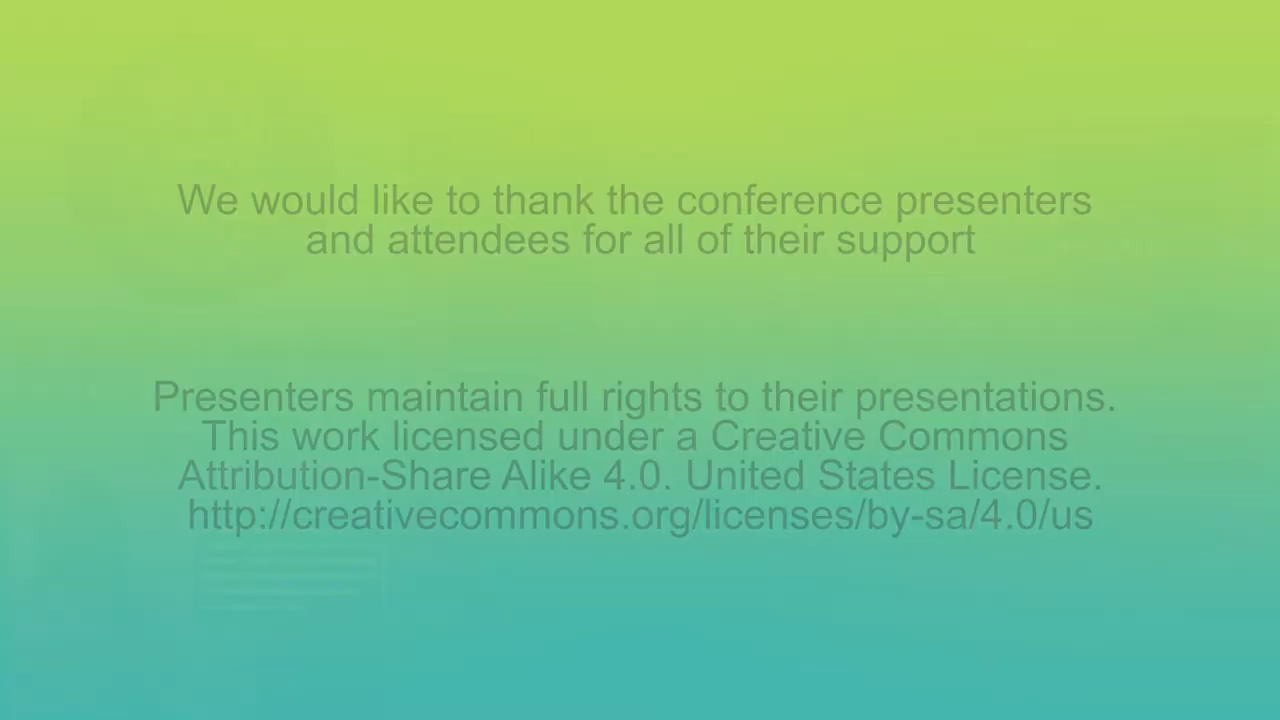 We would like to thank the conference presenters
and attendees for all of their support
Presenters maintain full rights to their presentations.
This work licensed under a Creative Commons
Attribution-Share Alike 4.0. United States License.
http://creativecommons.org/licenses/by-sa/4.0/us